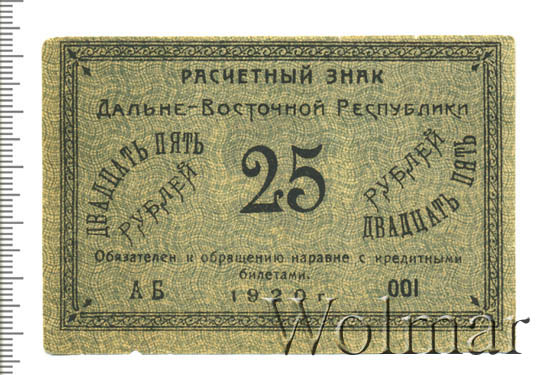 РАСЧЕТНЫЙ ЗНАК
Дальне-Восточной Республики
ДВАДЦАТЬ ПЯТЬ
РУБЛЕЙ
25
РУБЛЕЙ
ДВАДЦАТЬ ПЯТЬ
Обязателен к обращению наравне с кредитными
билетами.
АБ
1920 г.
001
Wolmar